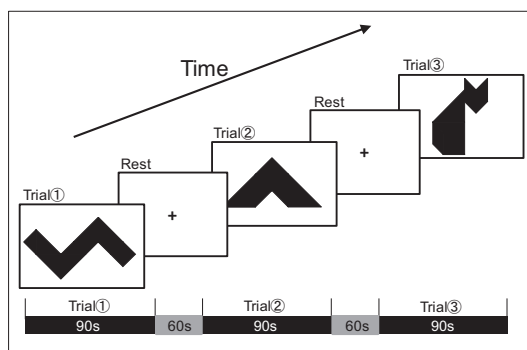 Time
Trial③
Rest
Trial②
+
Rest
Trial①
+
Trial① Trial② Trial③
90s 60s 90s 60s 90s